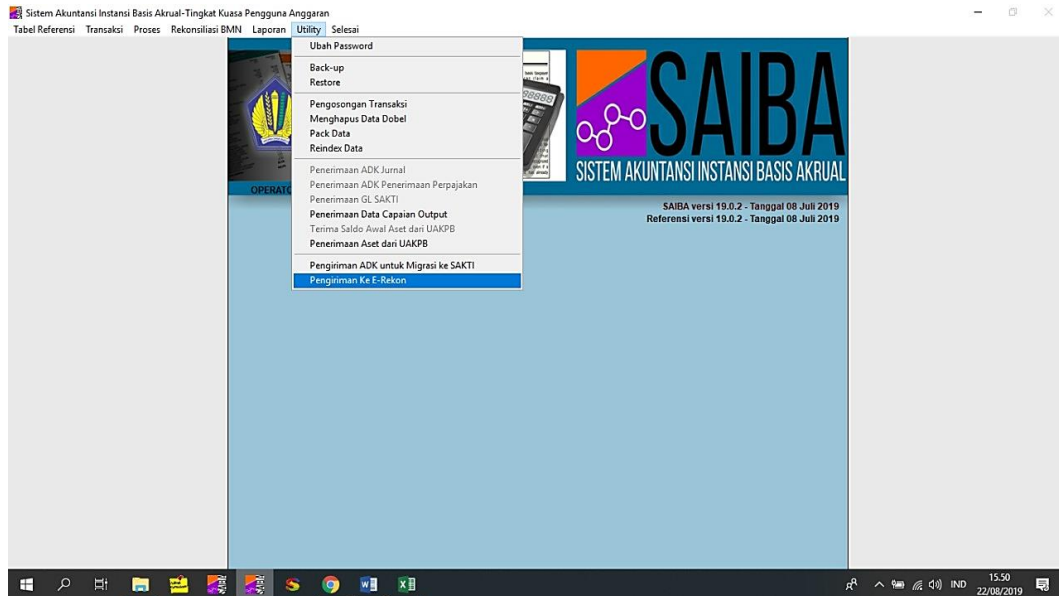 Sistem Akuntansi Instansi Basis Akrual-Tingkat Kuasa Pengguna Anggaran
Tabel Referensi Transaksi Proses Rekonsiliasi BMN Laporan Utility Selesai
Ubah Password
Back-up
Restore
Pengosongan Transaksi
Menghapus Data Dobel
Pack Data
Reindex Data
Penerimaan ADK Jurnal
Penerimaan ADK Penerimaan Perpajakan
Penerimaan GL SAKTI
Penerimaan Data Capaian Output
Terima Saldo Awal Aset dari UAKPB
Penerimaan Aset dari UAKPB
Pengiriman ADK untuk Migrasi ke SAKTI
Pengiriman Ke E-Rekon
SAIBA
SISTEM AKUNTANSI INSTANSI BASIS AKRUAL
OPERATO
SAIBA versi 19.0.2 - Tanggal 08 Juli 2019
Referensi versi 19.0.2 - Tanggal 08 Juli 2019
IND
15.50
22/08/2019